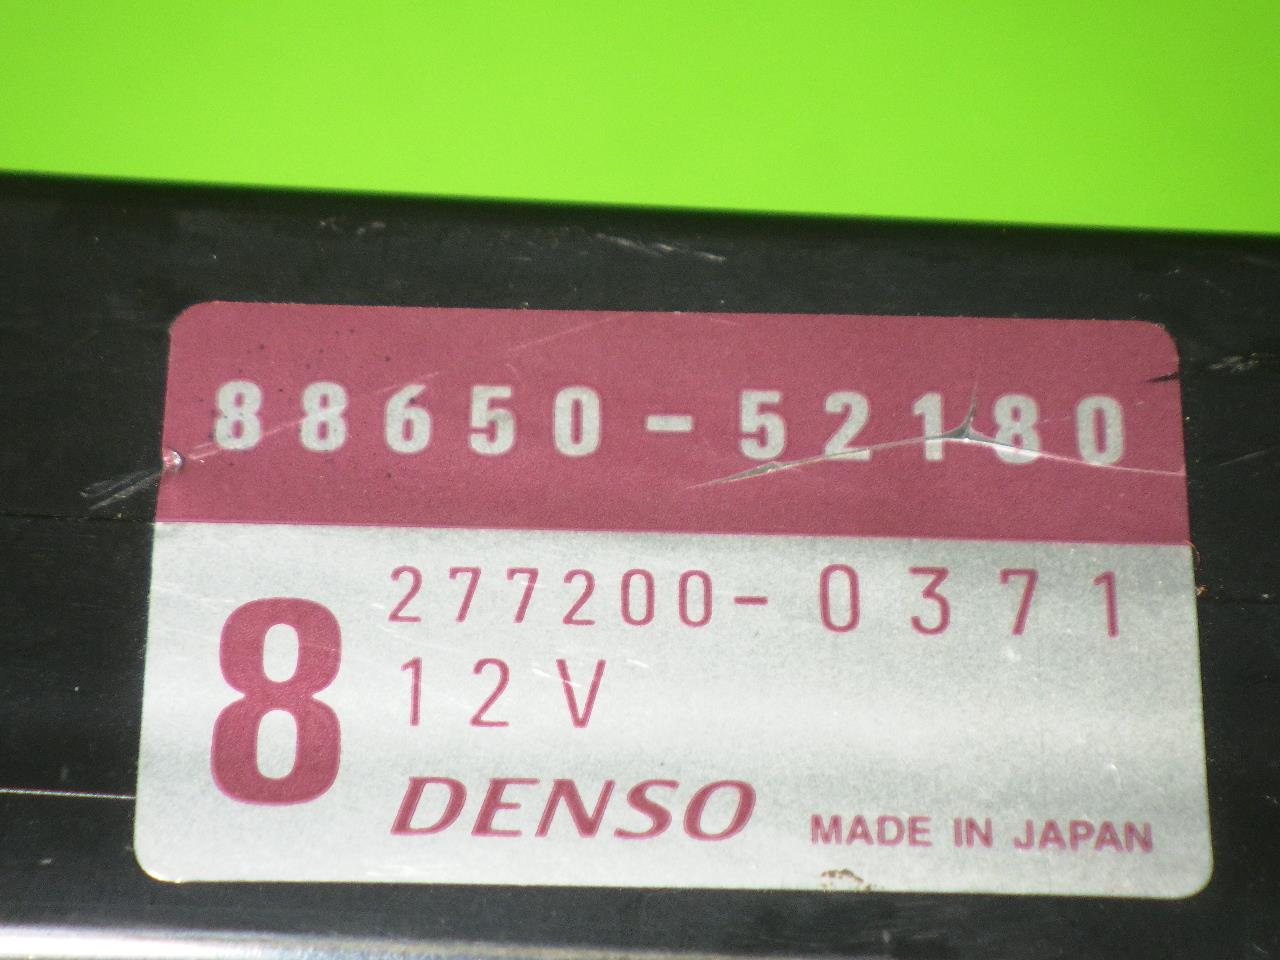 88650-52180
277200-0371
8
12V
DENSO
MADE IN JAPAN